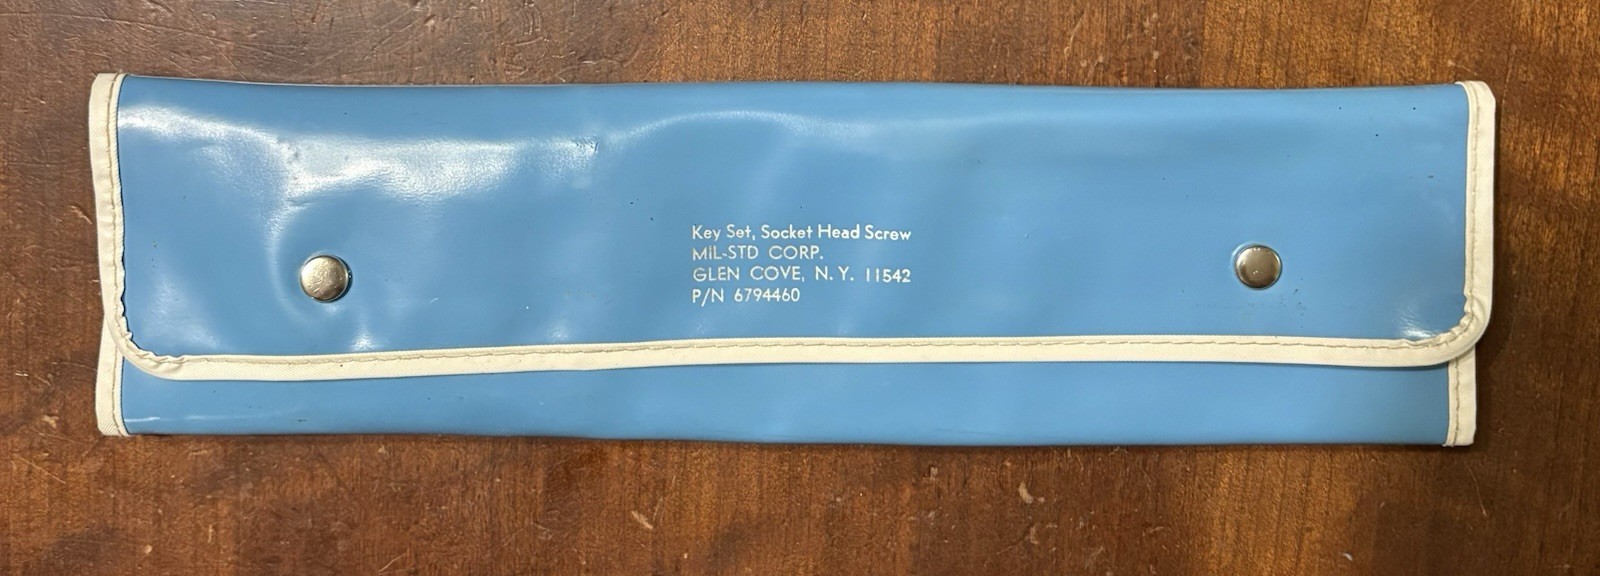 Key Set, Socket Head Screw
MIL-STD CORP.
GLEN COVE, N.Y. 11542
P/N 6794460